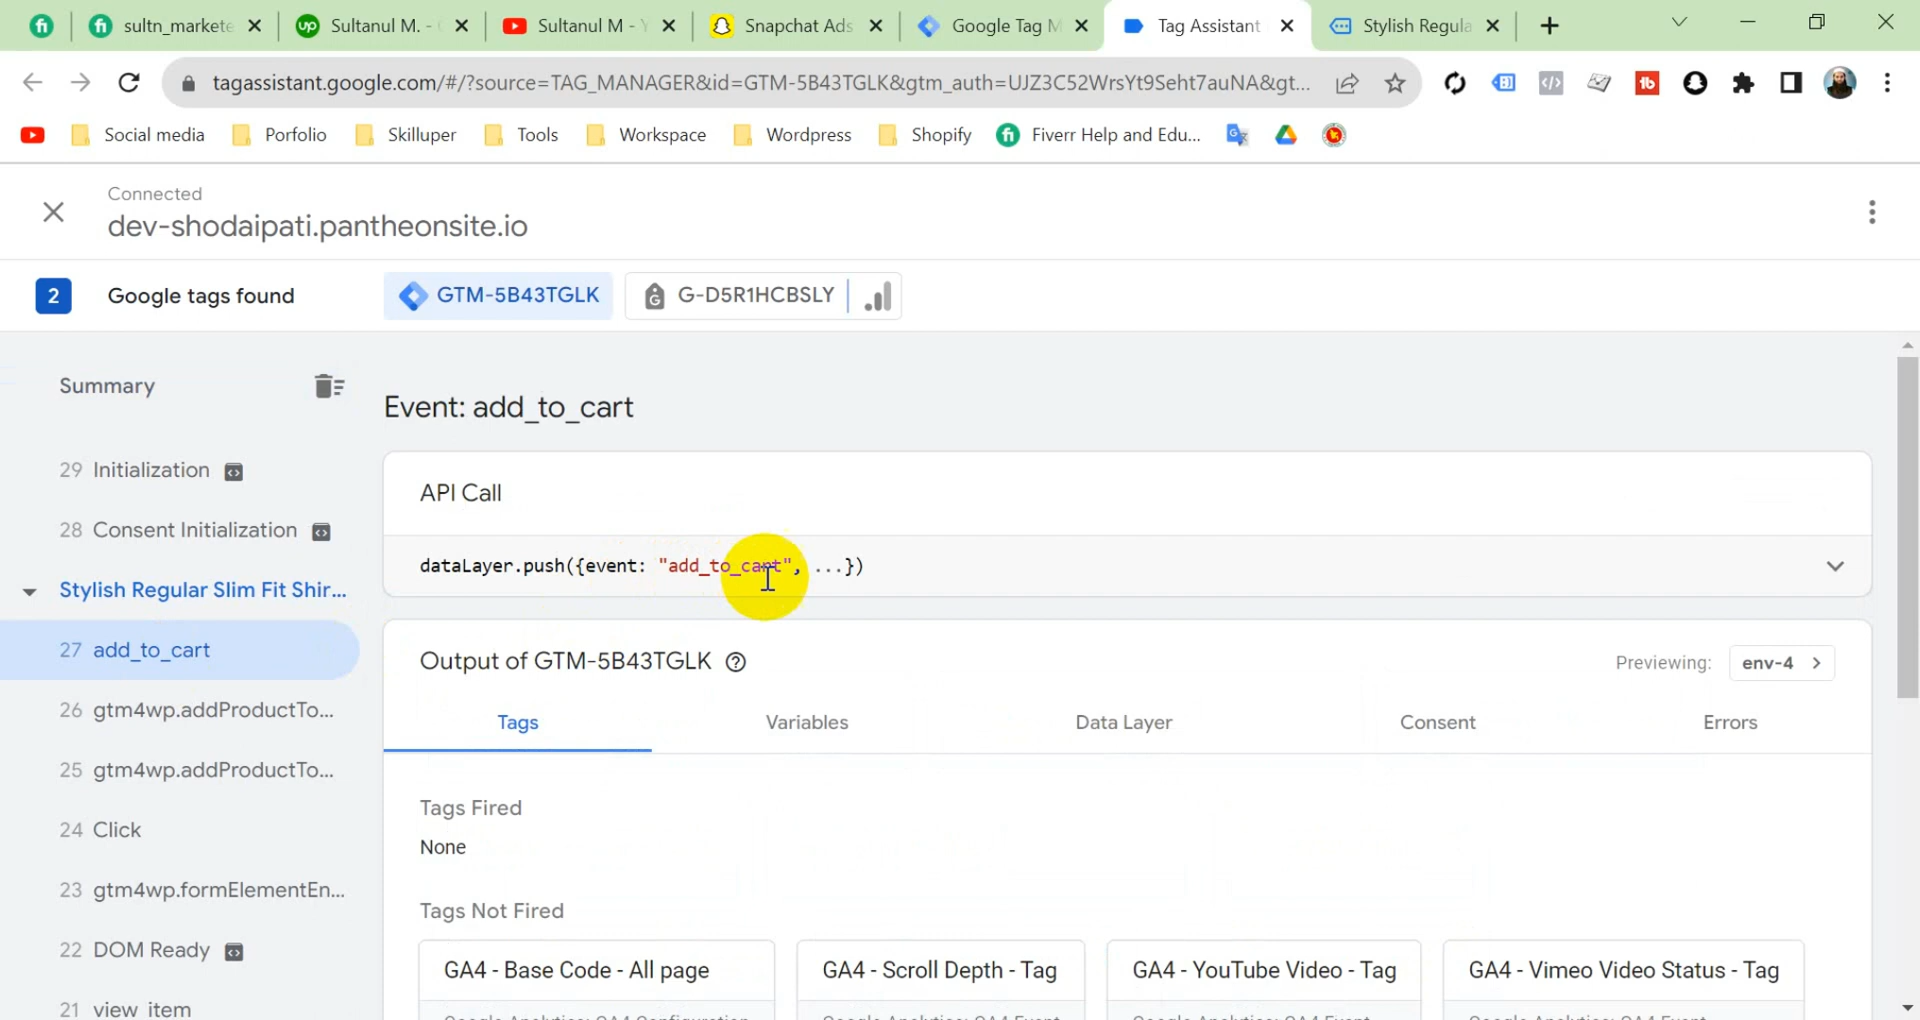 sultn_markete
Sultanul M. - (
Sultanul M - Y
Snapchat Ads
Google Tag M
Tag Assistant
Stylish Regula
tagassistant.google.com/#/?source=TAG_MANAGER&id=GTM-5B43TGLK&gtm_auth=UJZ3C52WrsYt9Seht7auNA&gt...
Social media
Porfolio
Skilluper
Tools
Workspace
Wordpress
Shopify
Fiverr Help and Edu...
Connected
dev-shodaipati.pantheonsite.io
2
Google tags found
GTM-5B43TGLK
G-D5R1HCBSLY
Summary
29 Initialization
28 Consent Initialization
Stylish Regular Slim Fit Shir...
27 add_to_cart
26 gtm4wp.addProductTo...
25 gtm4wp.addProductTo...
24 Click
23 gtm4wp.formElementEn...
22 DOM Ready
21 view_item
Event: add_to_cart
API Call
dataLayer.push({event: "add_to_cart", ...})
Output of GTM-5B43TGLK
Previewing: env-4
Tags
Variables
Data Layer
Consent
Errors
Tags Fired
None
Tags Not Fired
GA4 - Base Code - All page
GA4 - Scroll Depth - Tag
GA4 - YouTube Video - Tag
GA4 - Vimeo Video Status - Tag